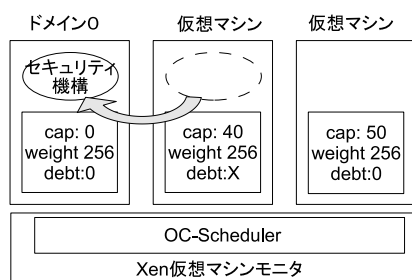 ドメイン0
仮想マシン
仮想マシン
セキュリティ
機構
cap: 0
weight 256
debt:0
cap: 40
weight 256
debt:X
cap: 50
weight 256
debt:0
OC-Scheduler
Xen仮想マシンモニタ